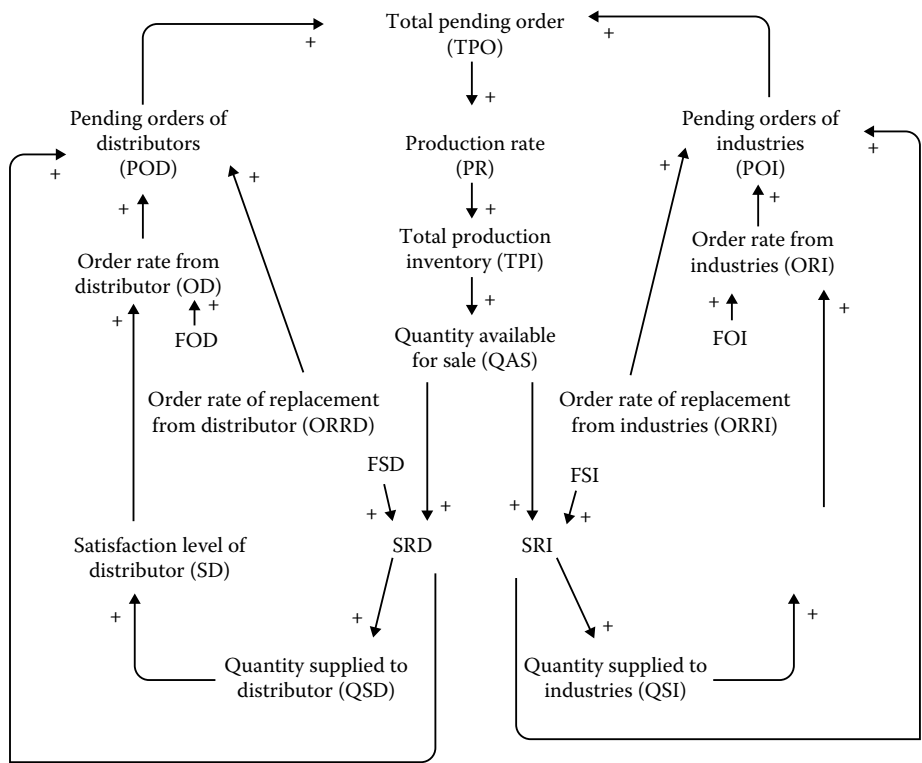 Total pending order
(TPO)
+
+
+
Pending orders of
distributors
(POD)
+
+
Production rate
(PR)
Pending orders of
industries
(POI)
+
+
+
+
+
Order rate from
distributor (OD)
+
+
FOD
Total production
inventory (TPI)
+
Order rate from
industries (ORI)
+
+
FOI
Quantity available
for sale (QAS)
Order rate of replacement
from distributor (ORRD)
Order rate of replacement
from industries (ORRI)
FSD
FSI
+
+
+
+
Satisfaction level of
distributor (SD)
SRD
SRI
+
+
+
+
Quantity supplied to
distributor (QSD)
Quantity supplied to
industries (QSI)